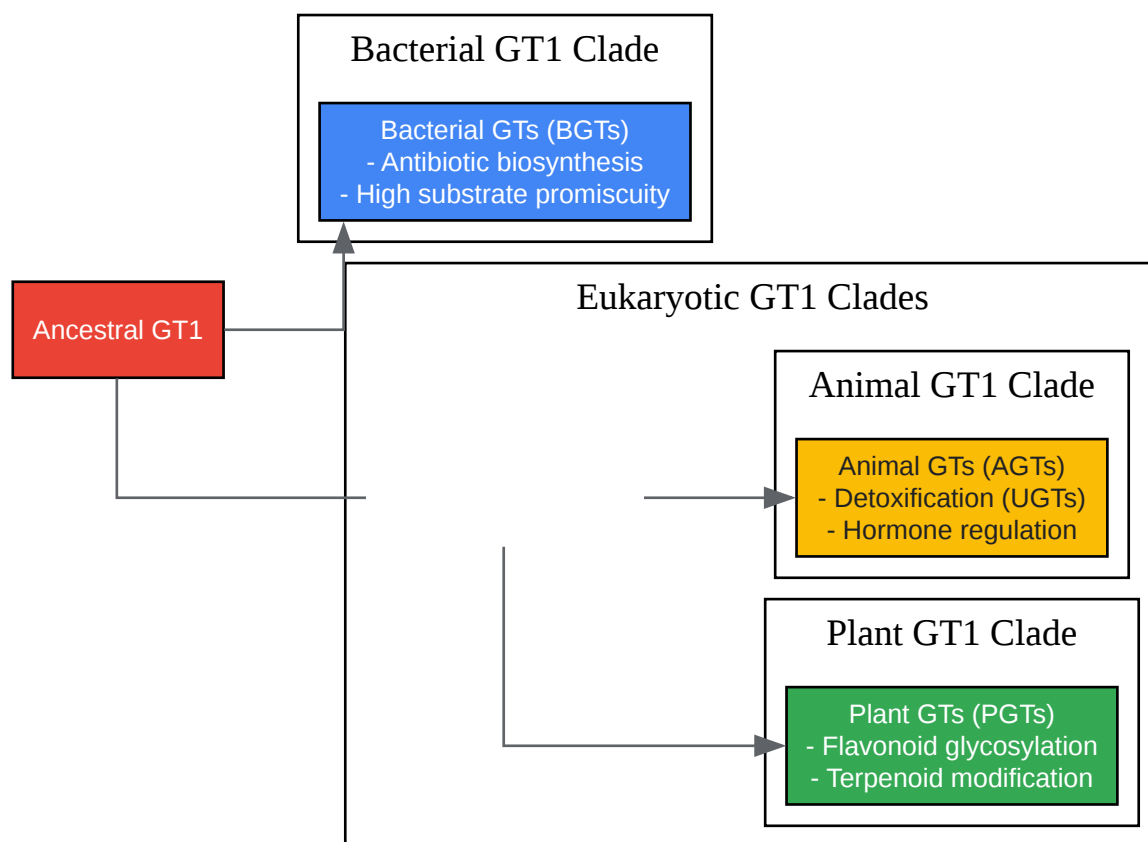 Bacterial GT1 Clade
Bacterial GTs (BGTs)
- Antibiotic biosynthesis
- High substrate promiscuity
Ancestral GT1
Eukaryotic GT1 Clades
Animal GT1 Clade
Animal GTs (AGTs)
- Detoxification (UGTs)
- Hormone regulation
Plant GT1 Clade
Plant GTs (PGTs)
- Flavonoid glycosylation
- Terpenoid modification